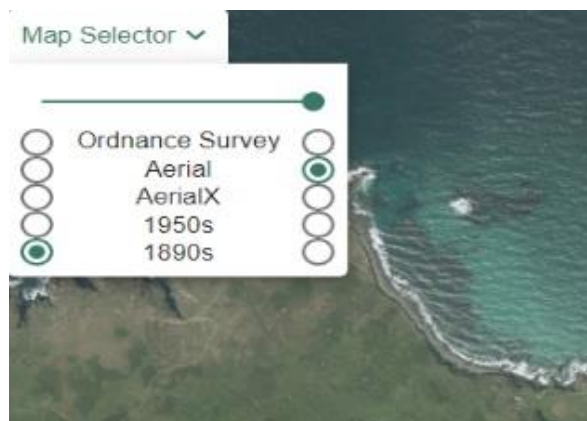 Map Selector
Ordnance Survey
Aerial
AerialX
1950s
1890s